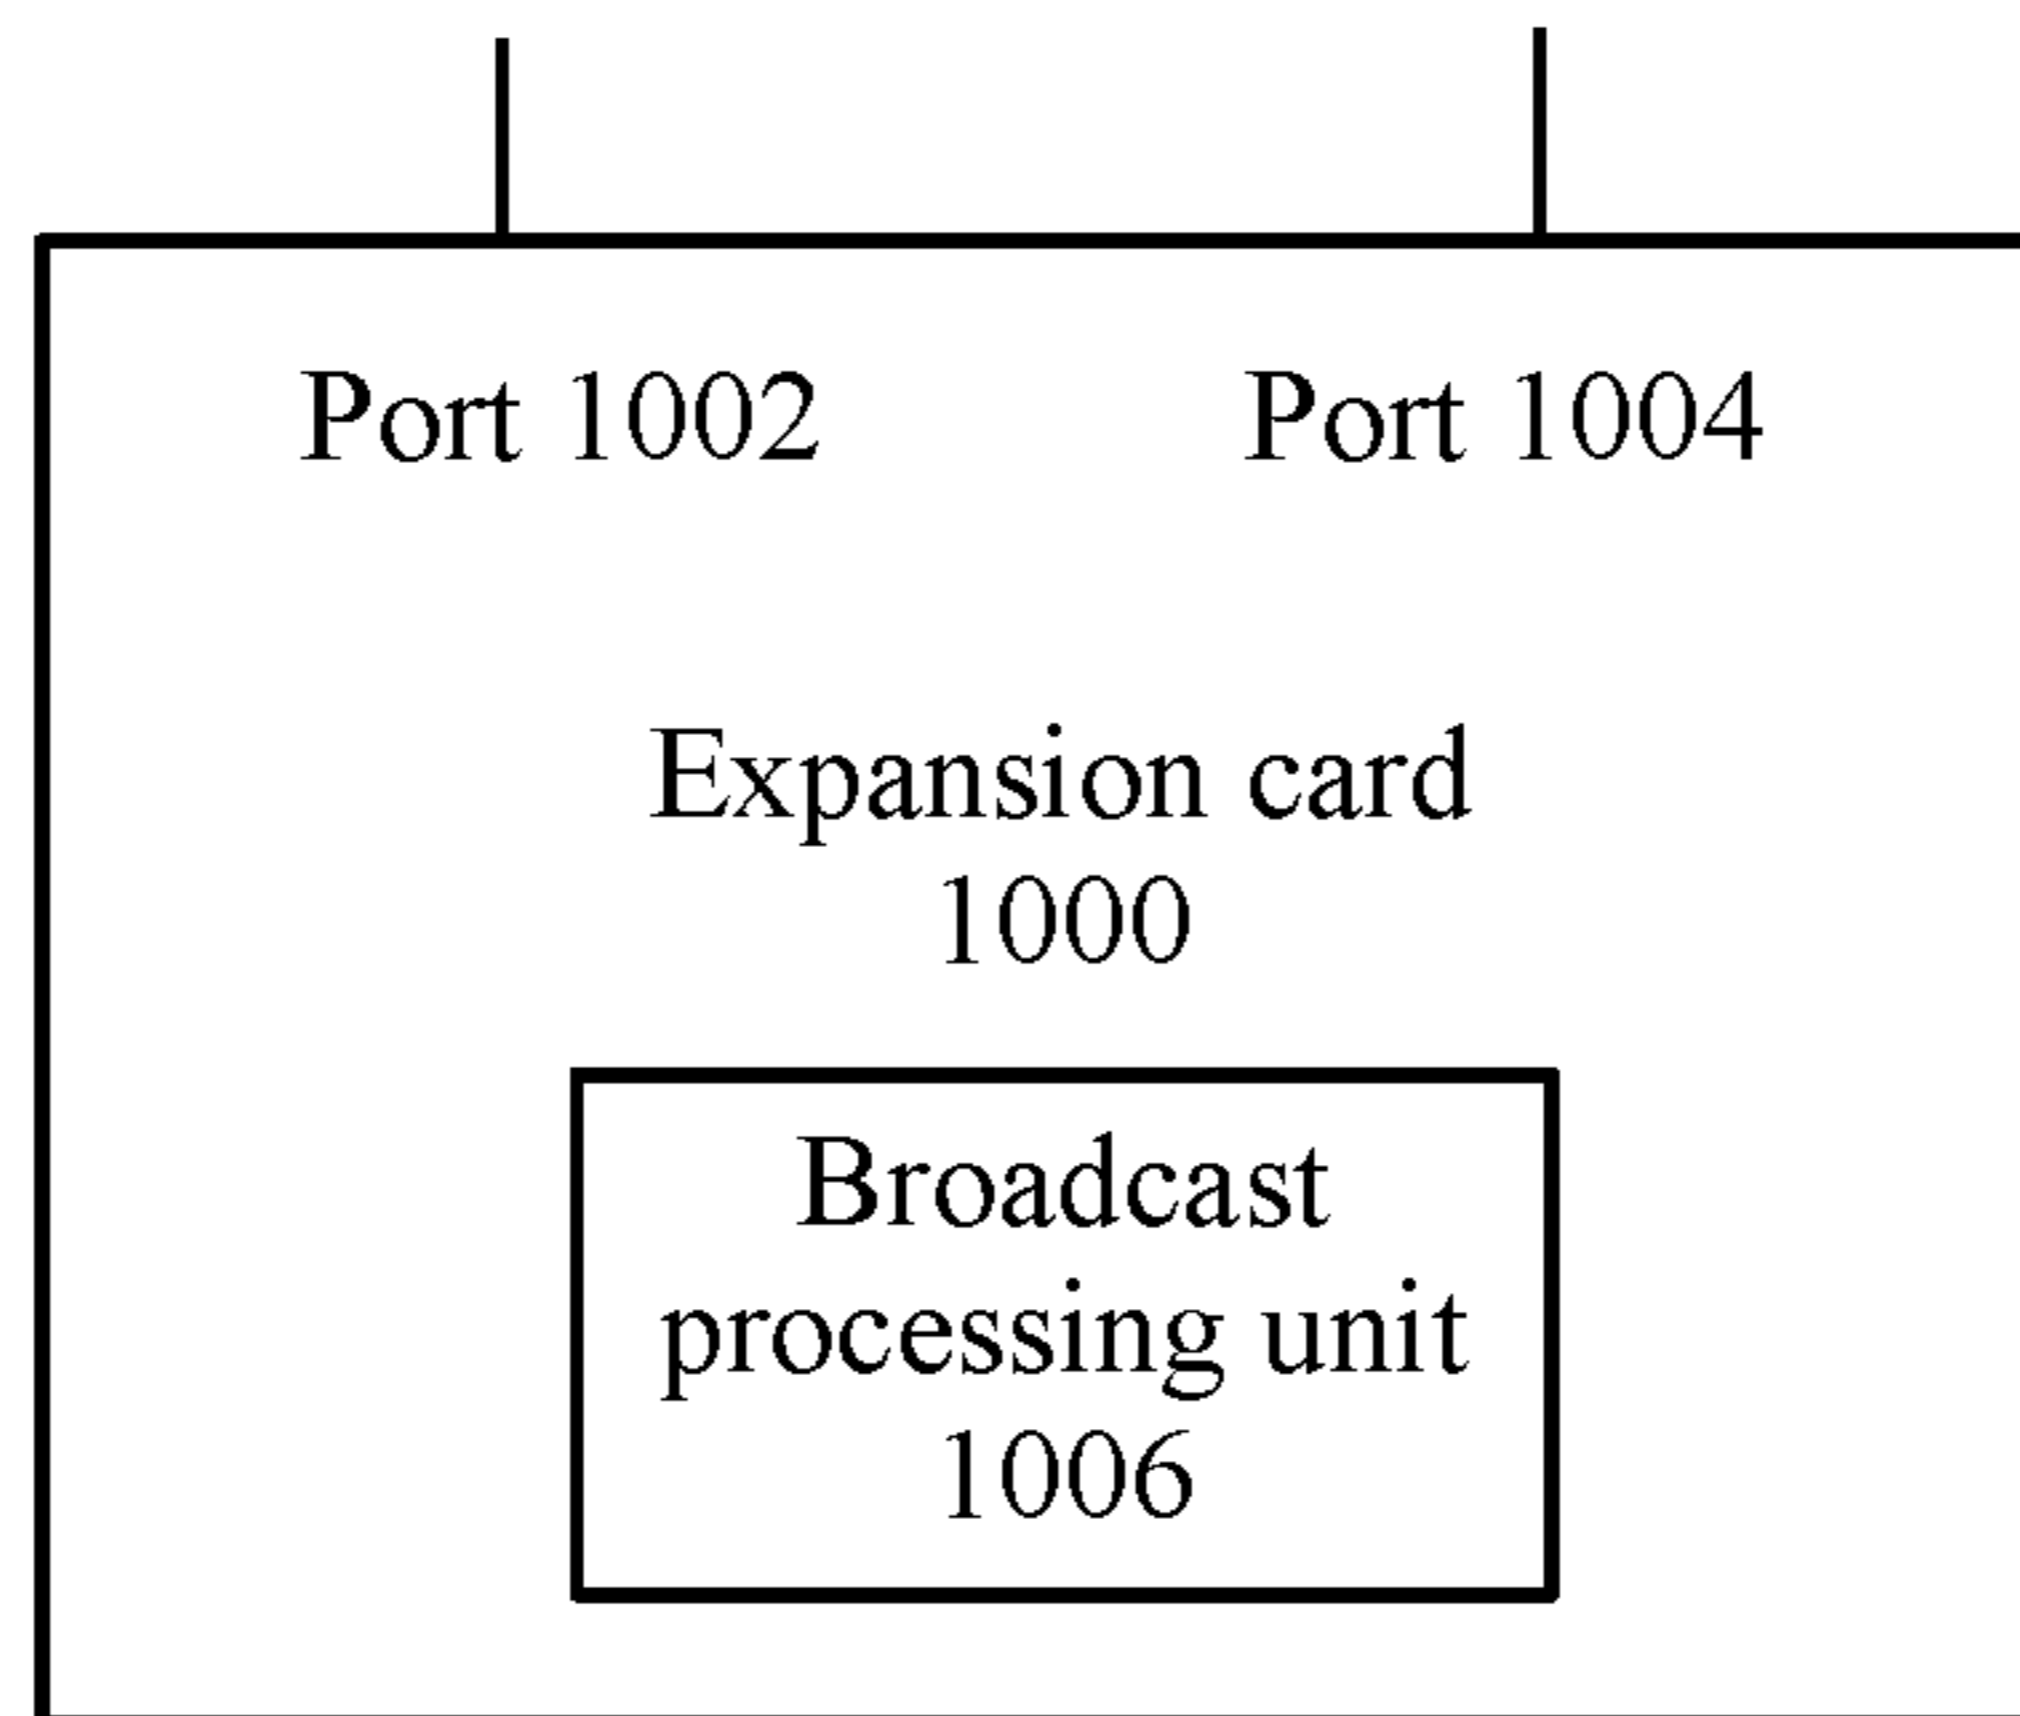 Port 1002 Port 1004
Expansion card
1000
Broadcast
processing unit
1006